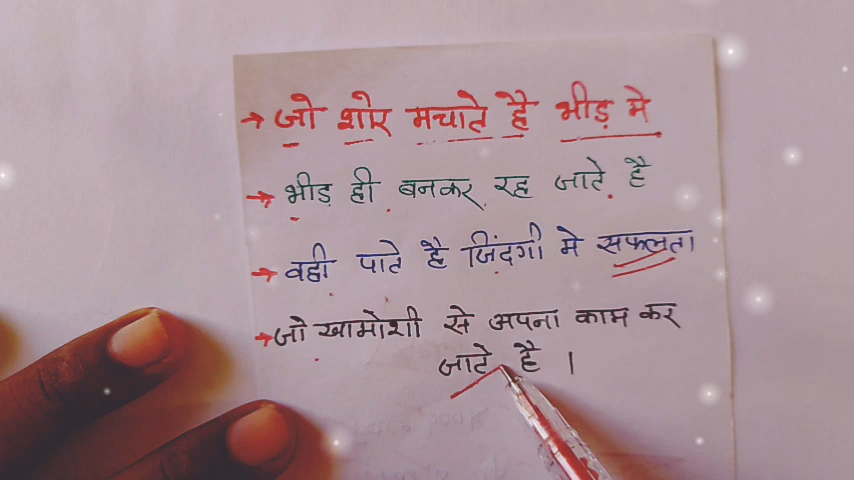 → जो शोर मचाते है भीड़ मे
→ भीड़ ही बनकर रह जाते है
→ वही पाते है जिंदगी मे सफलता
→ जो खामोशी से अपना काम कर
जाते है ।